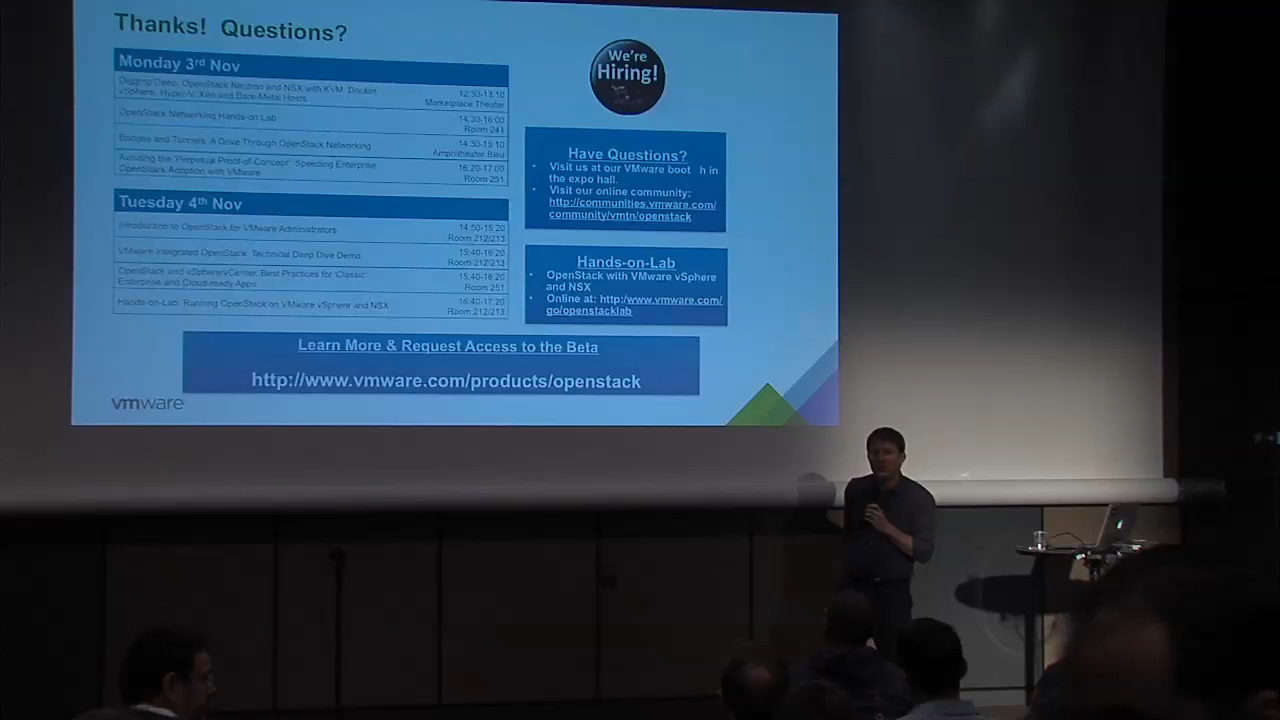 Thanks! Questions?
Monday 3rd Nov
Digging Deep: OpenStack Neutron and NSX with KVM, Docker,
vSphere, Hyper-V, Xen and Bare-Metal Hosts
12:30-13:10
Marketplace Theater
OpenStack Networking Hands-on Lab
14:30-16:00
Room 241
Badges and Tunnels: A Drive Through OpenStack Networking
14:30-15:10
Amphitheater Bleu
Avoiding the 'Perpetual Proof-of-Concept': Speeding Enterprise
OpenStack Adoption with VMware
16:20-17:00
Room 251
Tuesday 4th Nov
Introduction to OpenStack for VMware Administrators
14:50-15:20
Room 212/213
VMware Integrated OpenStack: Technical Deep Dive Demo
15:40-16:20
Room 212/213
OpenStack and vSphere/vCenter: Best Practices for 'Classic'
Enterprise and Cloud-ready Apps
15:40-16:20
Room 251
Hands-on-Lab: Running OpenStack on VMware vSphere and NSX
16:40-17:20
Room 212/213
We're
Hiring!
Have Questions?
• Visit us at our VMware boot h in
the expo hall.
• Visit our online community:
http://communities.vmware.com/
community/vmtn/openstack
Hands-on-Lab
• OpenStack with VMware vSphere
and NSX
• Online at: http:/www.vmware.com/
go/openstacklab
Learn More & Request Access to the Beta
http://www.vmware.com/products/openstack
vmware